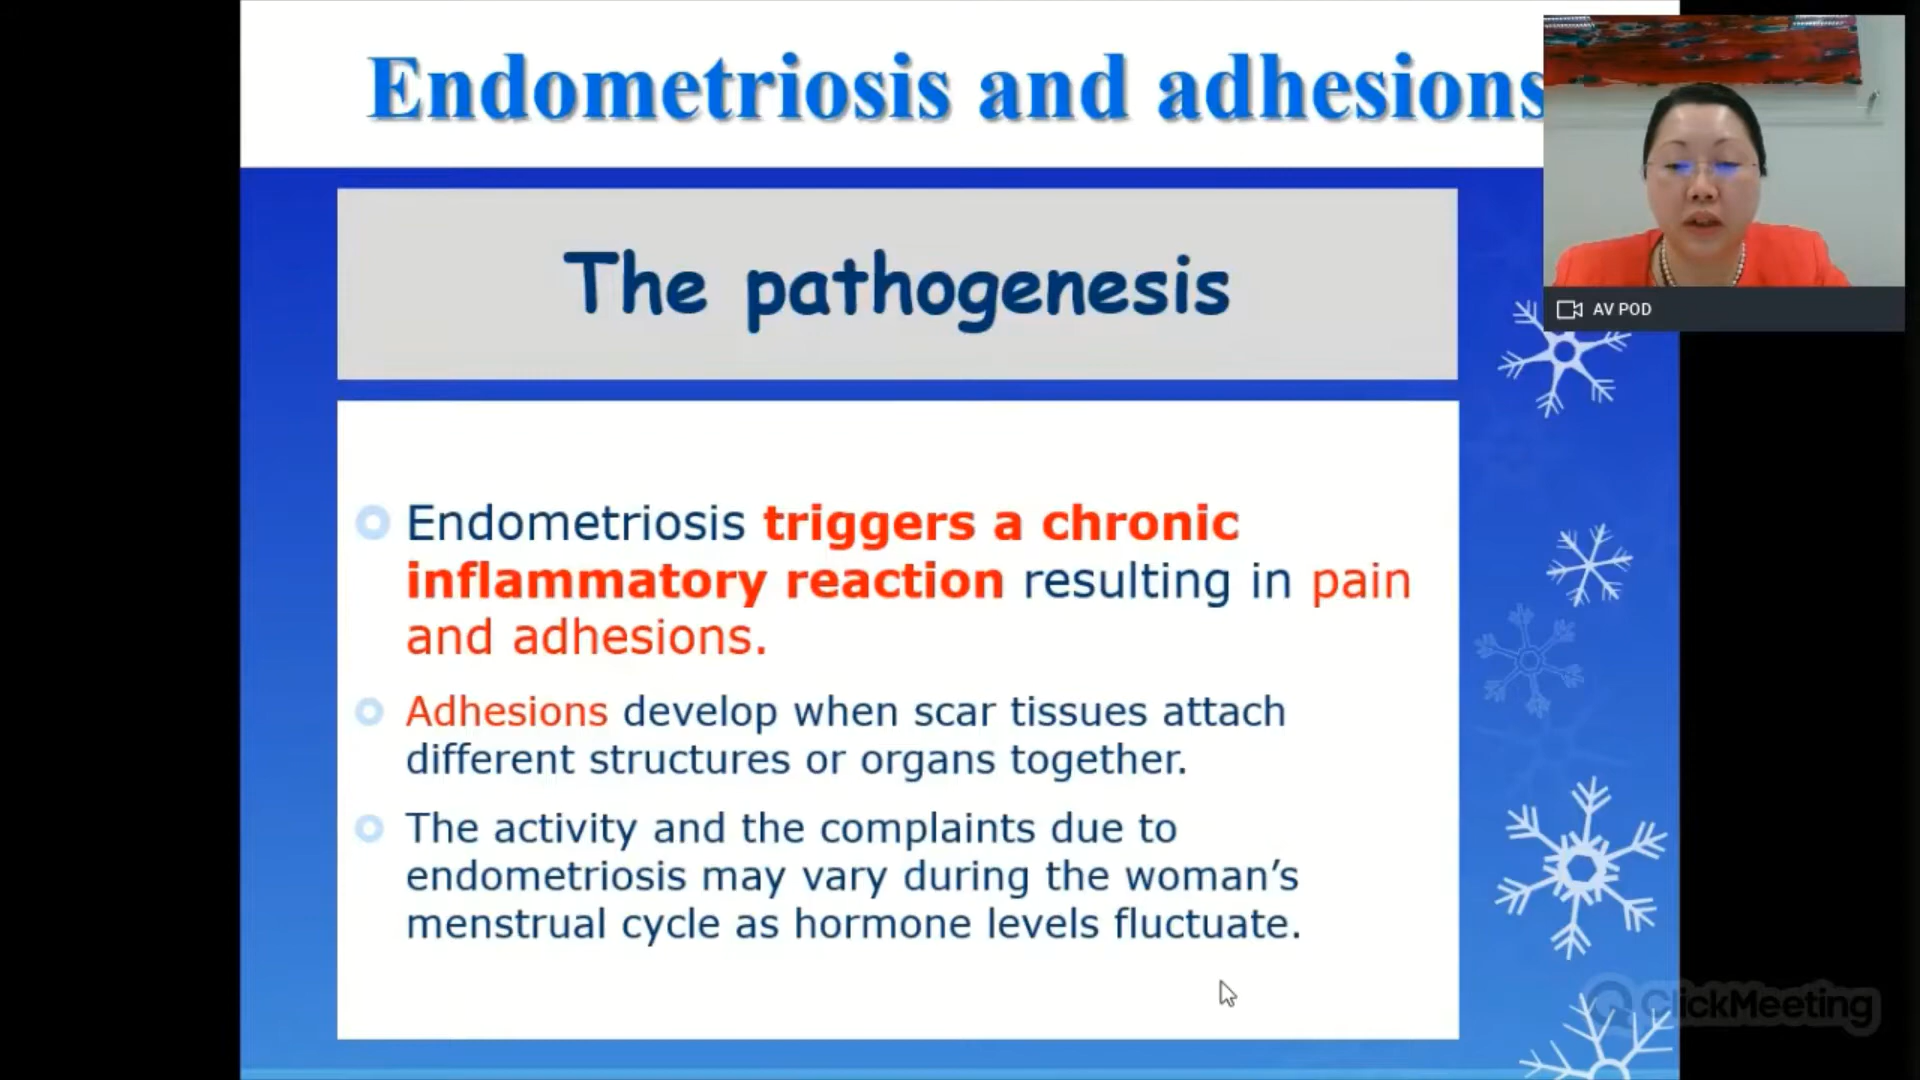 Endometriosis and adhesions
The pathogenesis
Endometriosis triggers a chronic
inflammatory reaction resulting in pain
and adhesions.
Adhesions develop when scar tissues attach
different structures or organs together.
The activity and the complaints due to
endometriosis may vary during the woman’s
menstrual cycle as hormone levels fluctuate.
AV POD
ClickMeeting